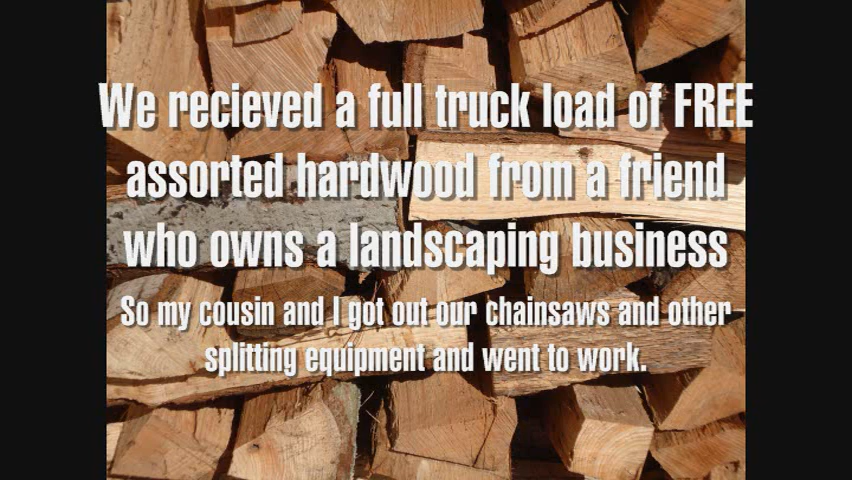 We recieved a full truck load of FREE
assorted hardwood from a friend
who owns a landscaping business
So my cousin and I got out our chainsaws and other
splitting equipment and went to work.